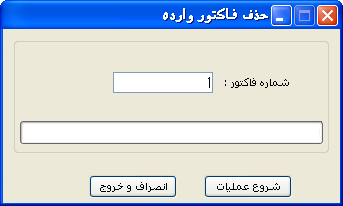 حذف فاکتور وارده
شماره فاکتور : 1
شروع عملیات
انصراف و خروج